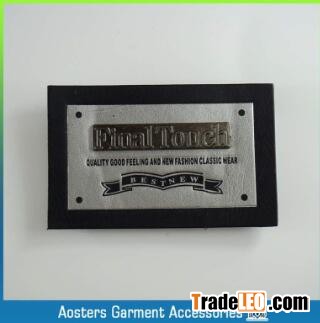 Final Touch
QUALITY GOOD FEELING AND NEW FASHION CLASSIC WEAR
BESTNEW
Aosters Garment Accessories
TradeLEO.com